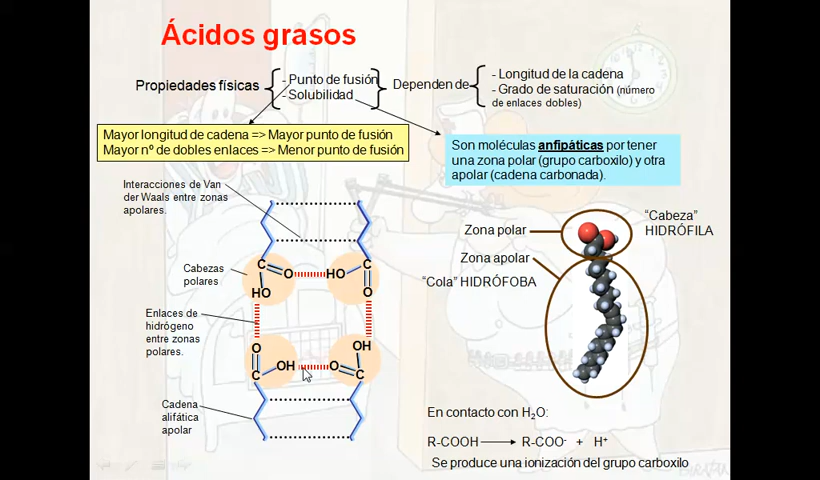 Ácidos grasos
Propiedades físicas
- Punto de fusión
- Solubilidad
Dependen de
- Longitud de la cadena
- Grado de saturación (número
de enlaces dobles)
Mayor longitud de cadena => Mayor punto de fusión
Mayor nº de dobles enlaces => Menor punto de fusión
Son moléculas anfipáticas por tener
una zona polar (grupo carboxilo) y otra
apolar (cadena carbonada).
Interacciones de Van
der Waals entre zonas
apolares.
Cabezas
polares
Enlaces de
hidrógeno entre
zonas
polares.
Cadena
alifática
apolar
C O HO C
HO O
O OH
C OH O C
Zona polar
Zona apolar
"Cabeza"
HIDRÓFILA
"Cola" HIDRÓFOBA
En contacto con H₂O:
R-COOH R-COO⁻ + H⁺
Se produce una ionización del grupo carboxilo